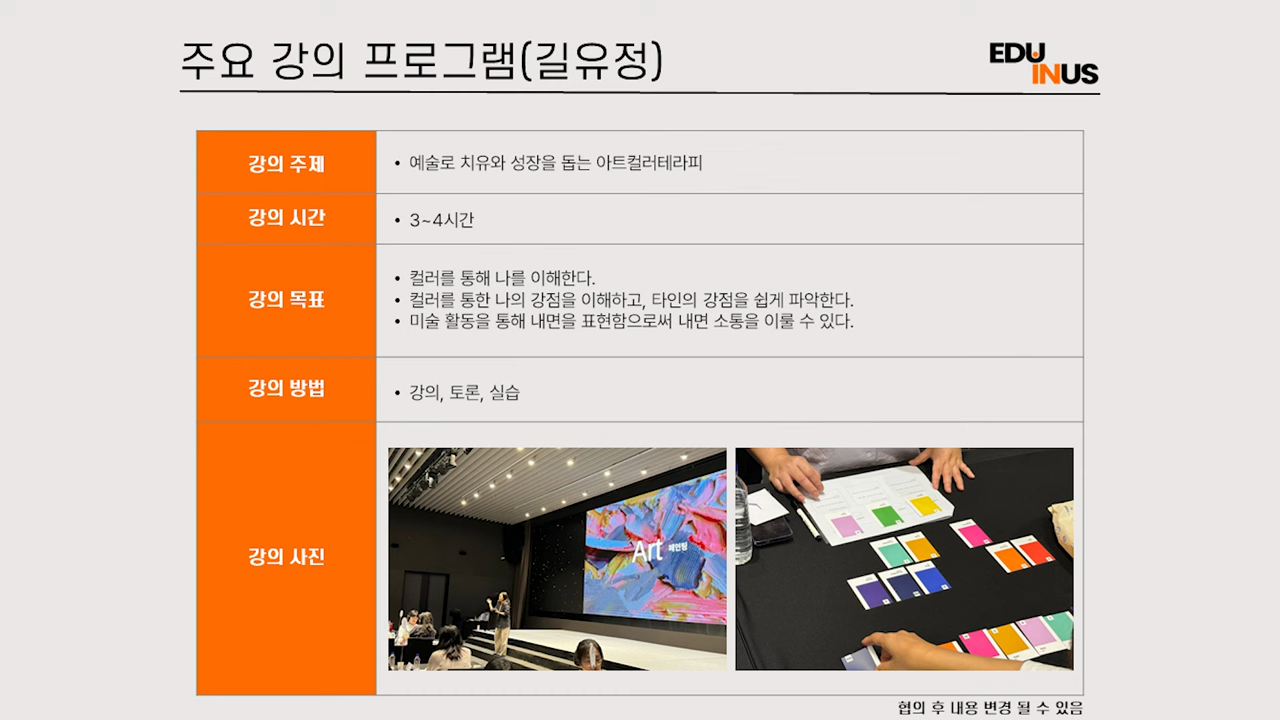 주요 강의 프로그램(길유정)
EDU
INUS
강의 주제
• 예술로 치유와 성장을 돕는 아트컬러테라피
강의 시간
• 3~4시간
강의 목표
• 컬러를 통해 나를 이해한다.
• 컬러를 통한 나의 강점을 이해하고, 타인의 강점을 쉽게 파악한다.
• 미술 활동을 통해 내면을 표현함으로써 내면 소통을 이룰 수 있다.
강의 방법
• 강의, 토론, 실습
강의 사진
Art 페인팅
협의 후 내용 변경 될 수 있음